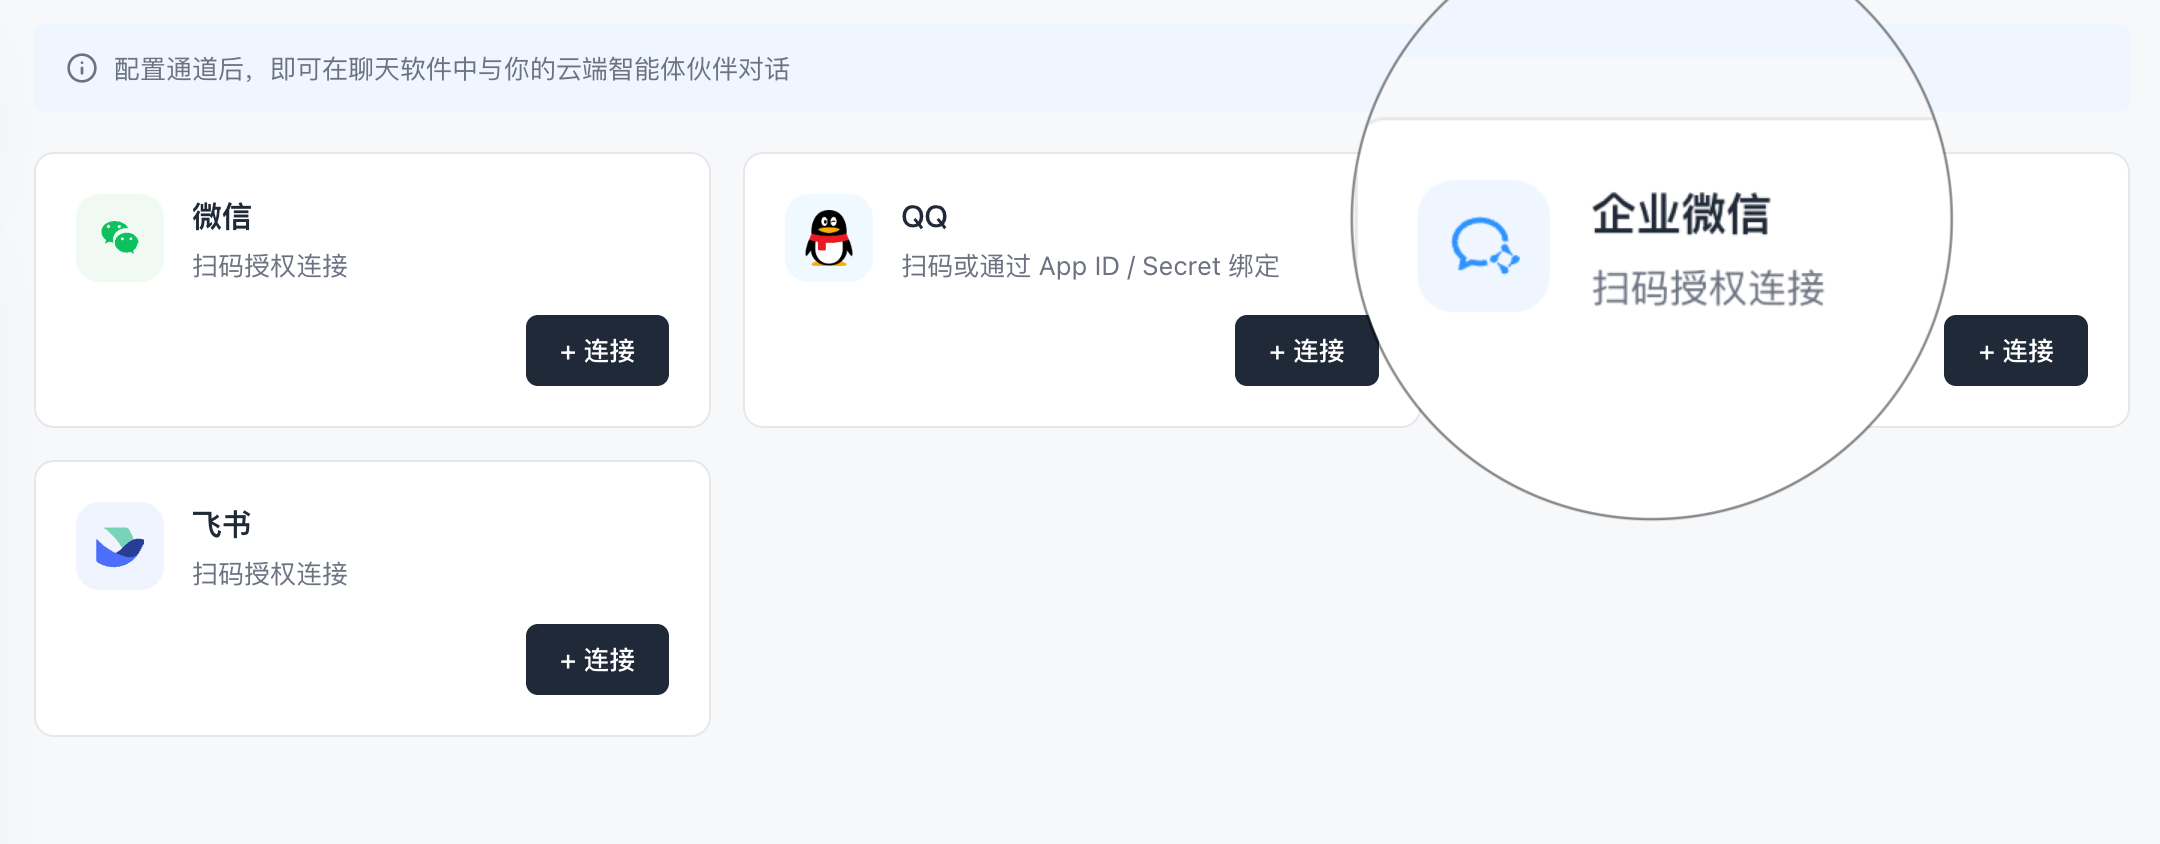 配置通道后，即可在聊天软件中与你的云端智能体伙伴对话
微信
扫码授权连接
+ 连接
QQ
扫码或通过 App ID / Secret 绑定
+ 连接
企业微信
扫码授权连接
+ 连接
飞书
扫码授权连接
+ 连接